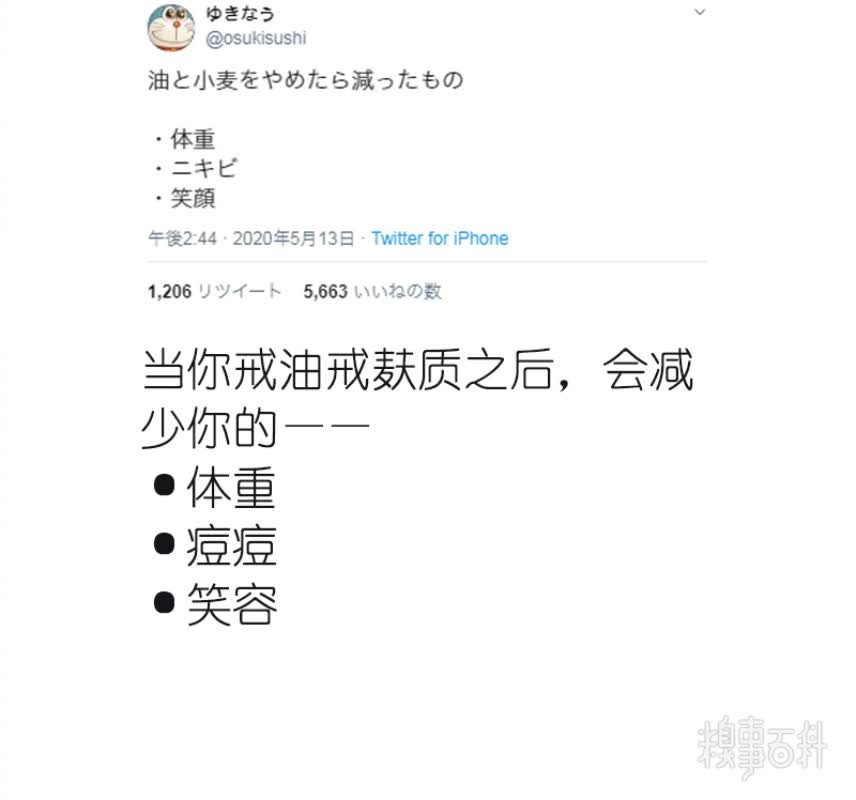 ゆきなう
@osukisushi
油と小麦をやめたら減ったもの
・体重
・ニキビ
・笑顔
午後2:44 · 2020年5月13日 · Twitter for iPhone
1,206 リツイート 5,663 いいねの数
当你戒油戒麸质之后，会减
少你的——
●体重
●痘痘
●笑容
糗事百科